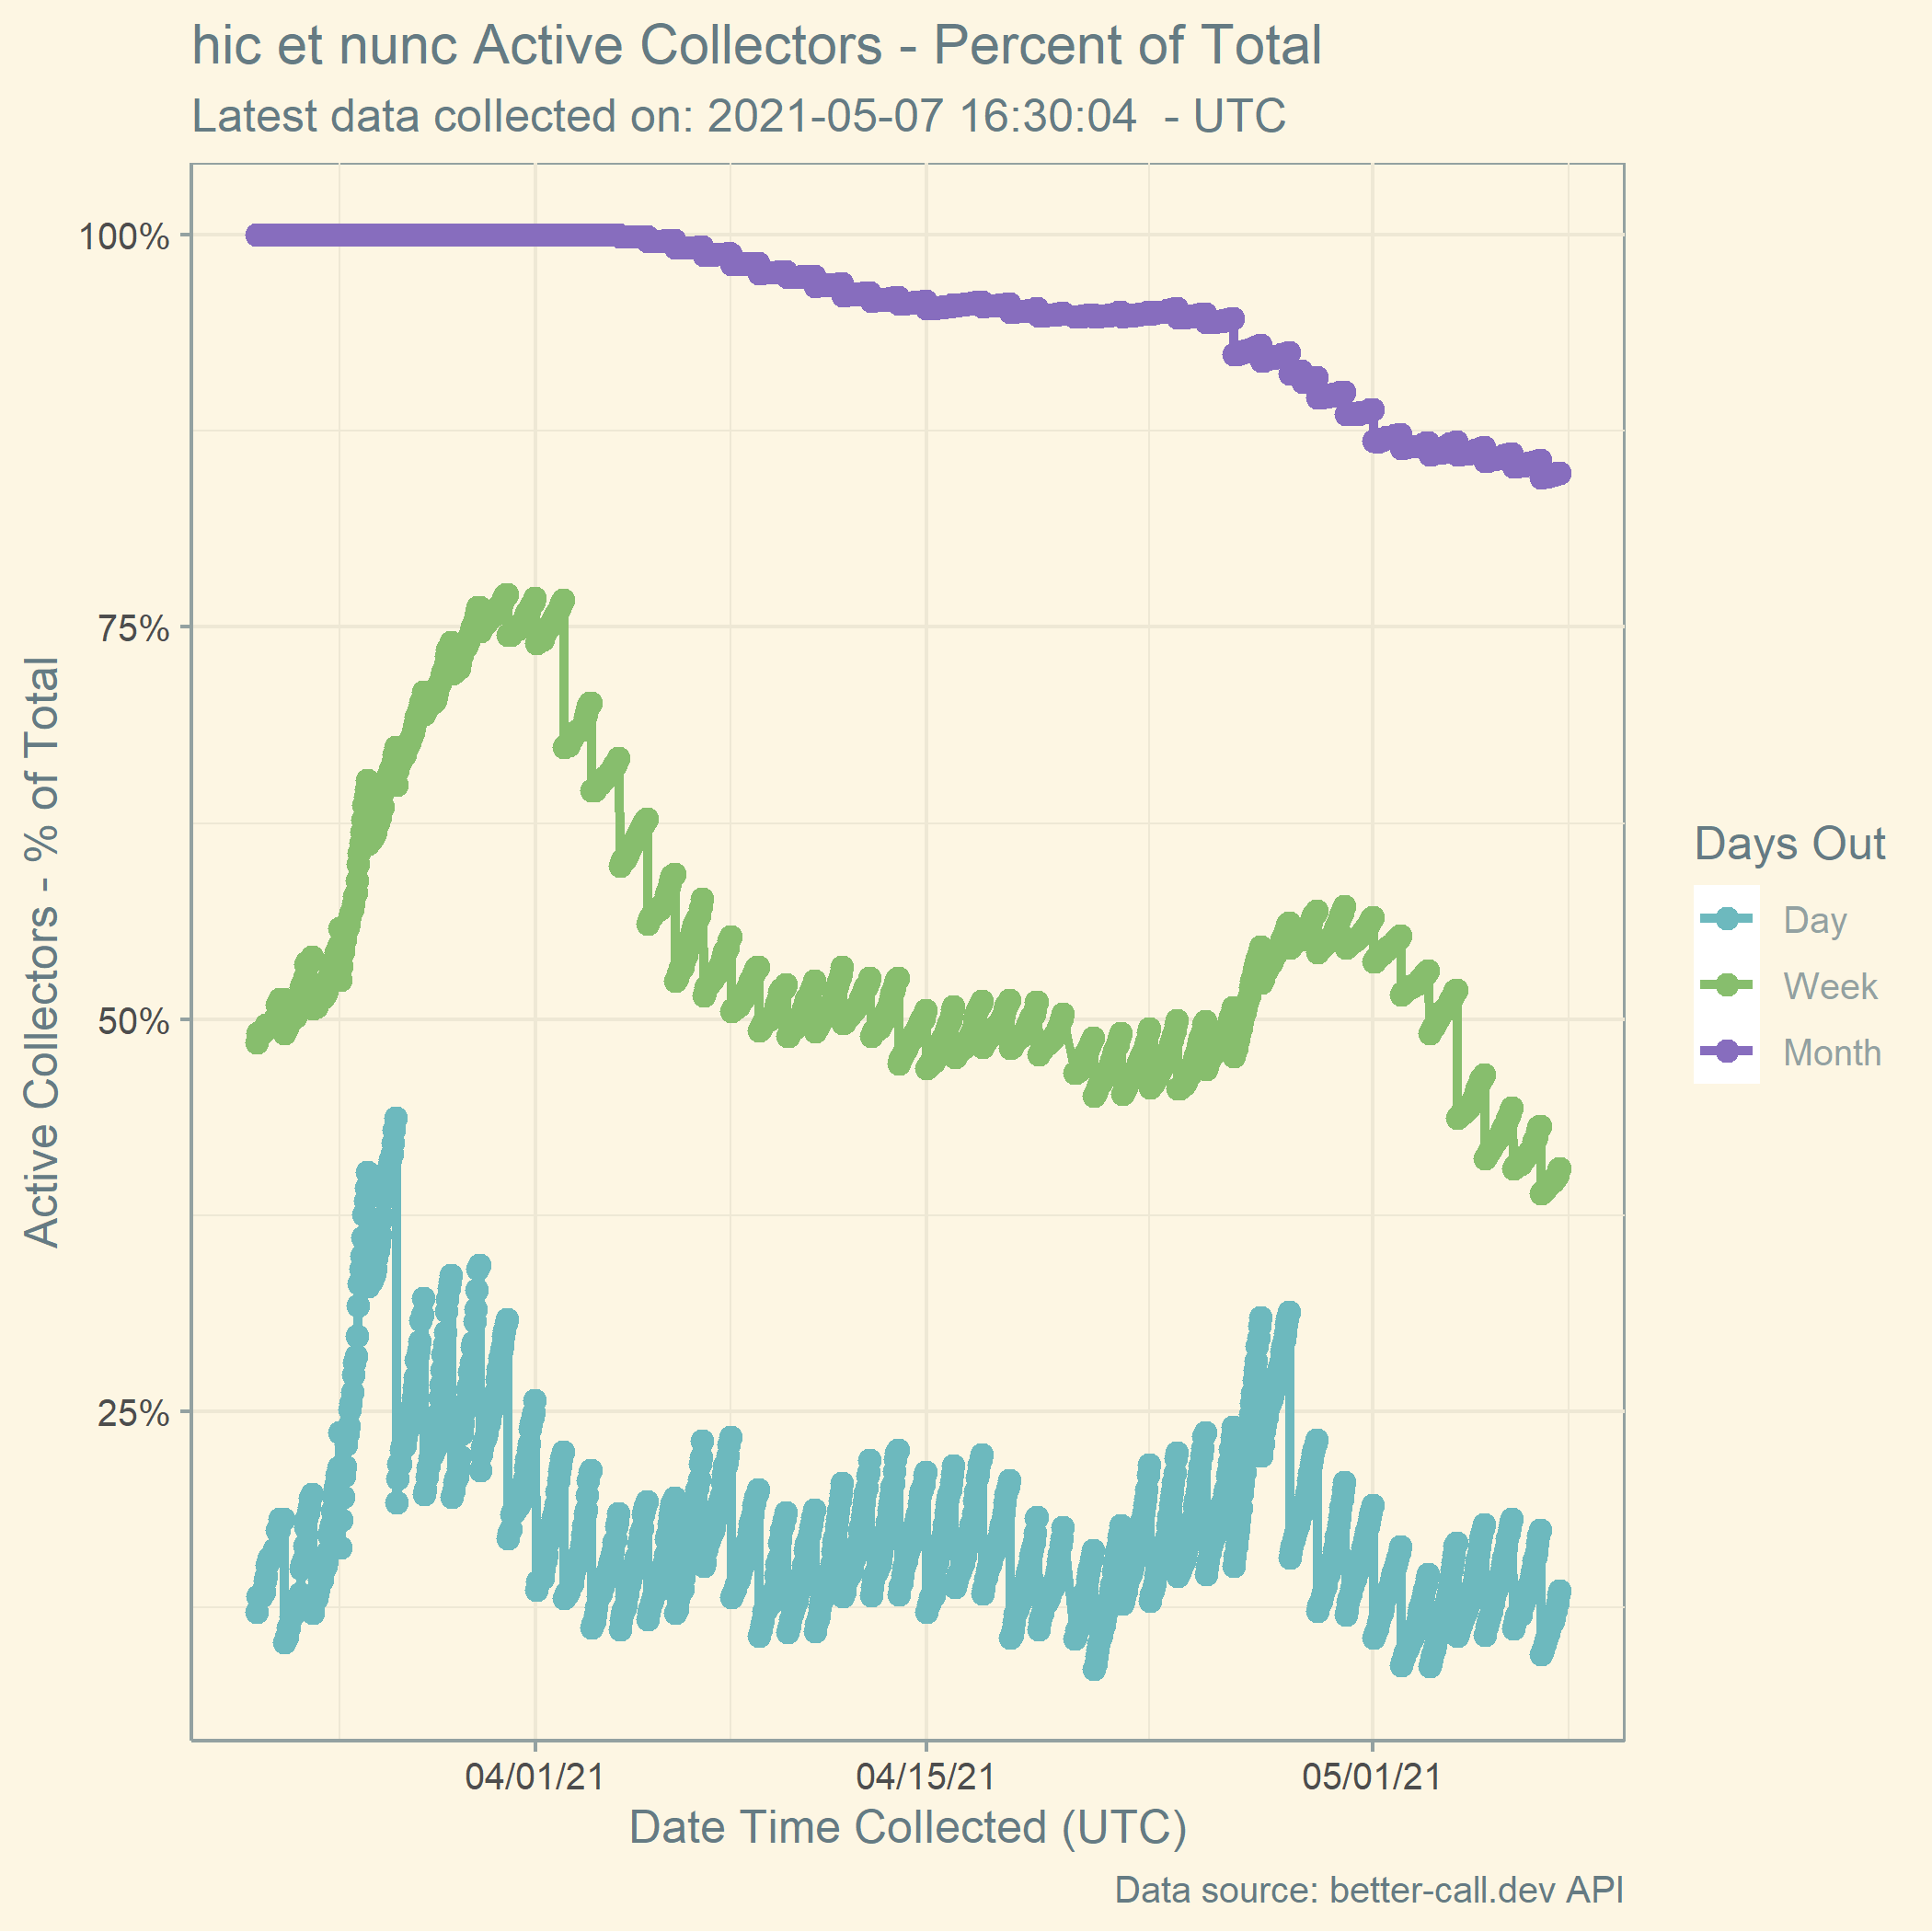 hic et nunc Active Collectors - Percent of Total
Latest data collected on: 2021-05-07 16:30:04  - UTC
Active Collectors - % of Total
100%
75%
50%
25%
04/01/21
04/15/21
05/01/21
Date Time Collected (UTC)
Days Out
Day
Week
Month
Data source: better-call.dev API